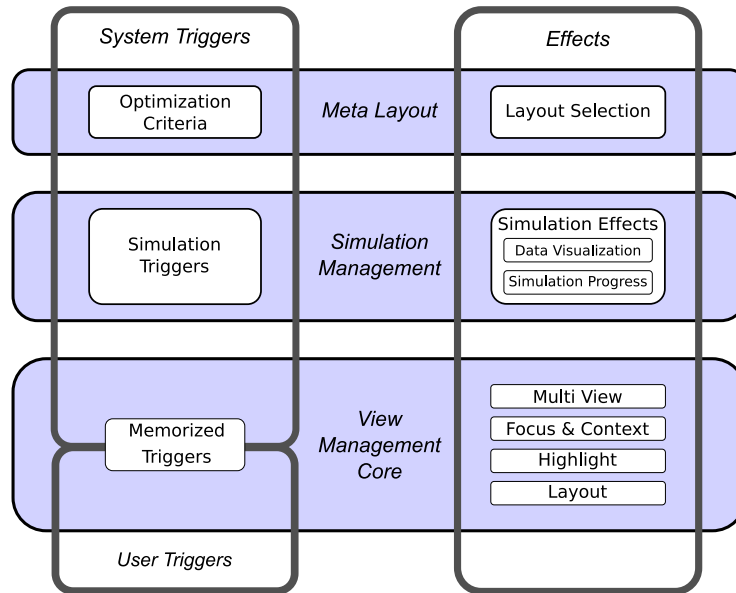 System Triggers
Effects
Optimization
Criteria
Meta Layout
Layout Selection
Simulation
Triggers
Simulation
Management
Simulation Effects
Data Visualization
Simulation Progress
Memorized
Triggers
View
Management
Core
Multi View
Focus & Context
Highlight
Layout
User Triggers